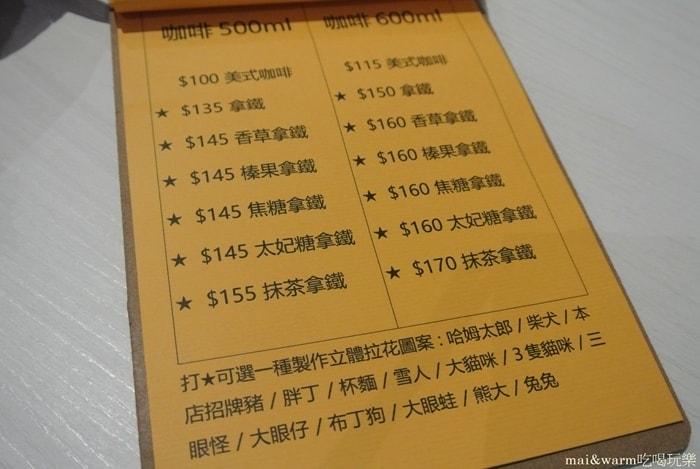 咖啡 500ml
$100 美式咖啡
★ $135 拿鐵
★ $145 香草拿鐵
★ $145 榛果拿鐵
★ $145 焦糖拿鐵
★ $145 太妃糖拿鐵
★ $155 抹茶拿鐵
咖啡 600ml
$115 美式咖啡
★ $150 拿鐵
★ $160 香草拿鐵
★ $160 榛果拿鐵
★ $160 焦糖拿鐵
★ $160 太妃糖拿鐵
★ $170 抹茶拿鐵
打★可選一種製作立體拉花圖案:哈姆太郎/柴犬/本
店招牌豬/胖丁/杯麵/雪人/大貓咪/3隻貓咪/三
眼怪/大眼仔/布丁狗/大眼蛙/熊大/兔兔
mai&warm吃喝玩樂